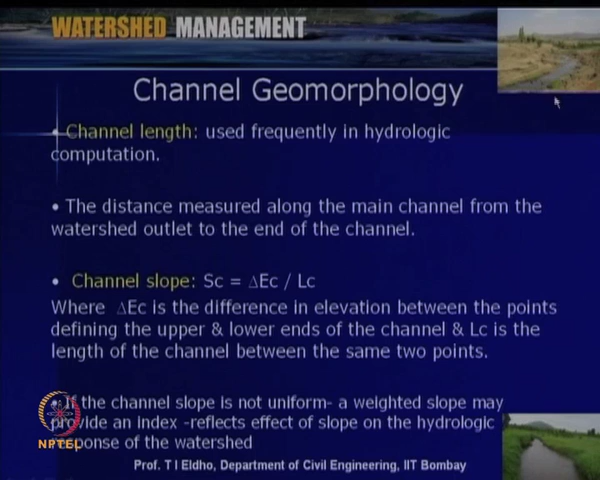 WATERSHED MANAGEMENT
Channel Geomorphology
• Channel length: used frequently in hydrologic
computation.
• The distance measured along the main channel from the
watershed outlet to the end of the channel.
• Channel slope: Sc = ΔEc / Lc
Where ΔEc is the difference in elevation between the points
defining the upper & lower ends of the channel & Lc is the
length of the channel between the same two points.
• If the channel slope is not uniform- a weighted slope may
provide an index -reflects effect of slope on the hydrologic
response of the watershed
NPTEL
Prof. T I Eldho, Department of Civil Engineering, IIT Bombay